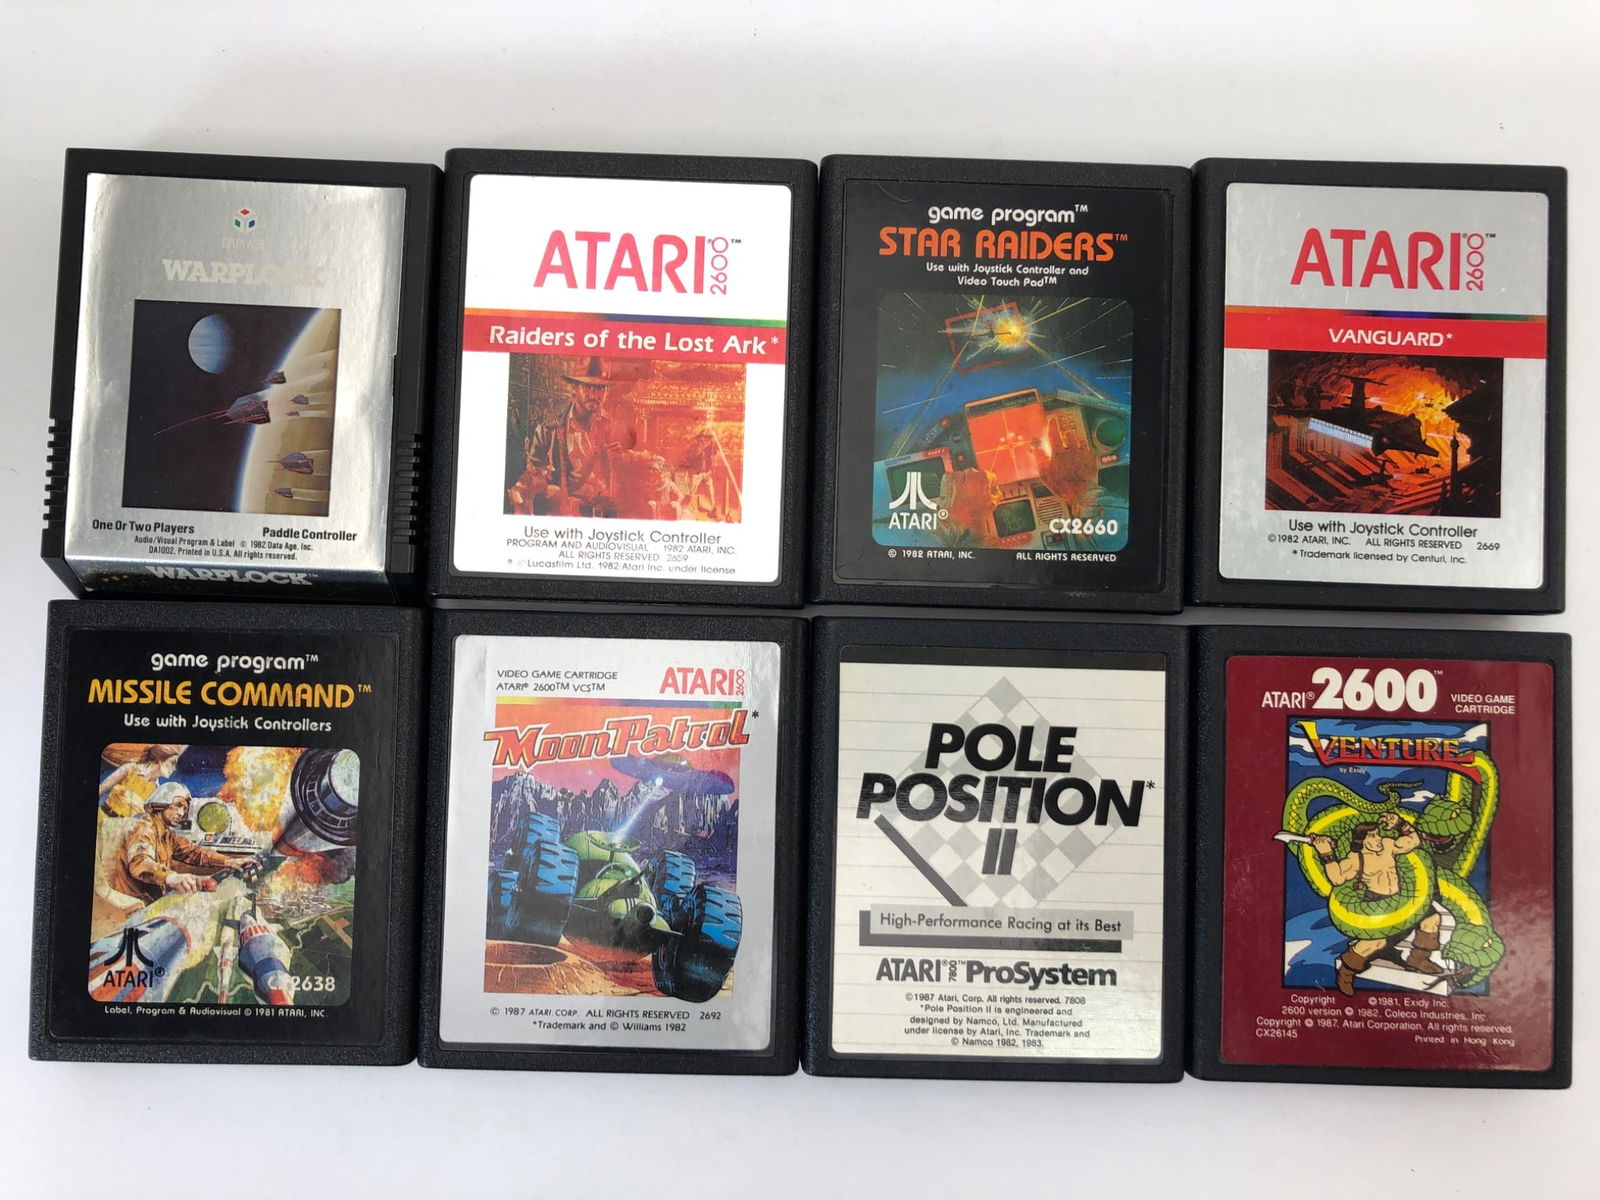 DATA AGE
WARPLOCK
One Or Two Players
Paddle Controller
Audio/Visual Program & Label © 1982 Data Age, Inc.
DA1002. Printed in U.S.A. All rights reserved.
WARPLOCK™
ATARI® 2600™
Raiders of the Lost Ark*
Use with Joystick Controller
PROGRAM AND AUDIOVISUAL 1982 ATARI, INC.
ALL RIGHTS RESERVED 2659
* ©Lucasfilm Ltd. 1982 Atari Inc. under license
game program™
STAR RAIDERS™
Use with Joystick Controller and
Video Touch Pad™
ATARI®
CX2660
© 1982 ATARI, INC. ALL RIGHTS RESERVED
ATARI® 2600™
VANGUARD*
Use with Joystick Controller
©1982 ATARI, INC. ALL RIGHTS RESERVED 2669
*Trademark licensed by Centuri, Inc.
game program™
MISSILE COMMAND™
Use with Joystick Controllers
ATARI®
CX2638
Label, Program & Audiovisual © 1981 ATARI, INC.
VIDEO GAME CARTRIDGE
ATARI® 2600™ VCS™
ATARI® 2600
Moon Patrol*
© 1987 ATARI CORP. ALL RIGHTS RESERVED 2692
*Trademark and © Williams 1982
POLE
POSITION*
II
High-Performance Racing at its Best
ATARI® 7800™ ProSystem
©1987 Atari, Corp. All rights reserved. 7808
*Pole Position II is engineered and
designed by Namco, Ltd. Manufactured
under license by Atari, Inc. Trademark and
© Namco 1982, 1983.
ATARI® 2600™ VIDEO GAME
CARTRIDGE
VENTURE
by Exidy
Copyright ©1981, Exidy Inc.
2600 version © 1982, Coleco Industries, Inc.
Copyright © 1987, Atari Corporation. All rights reserved.
CX26145
Printed in Hong Kong